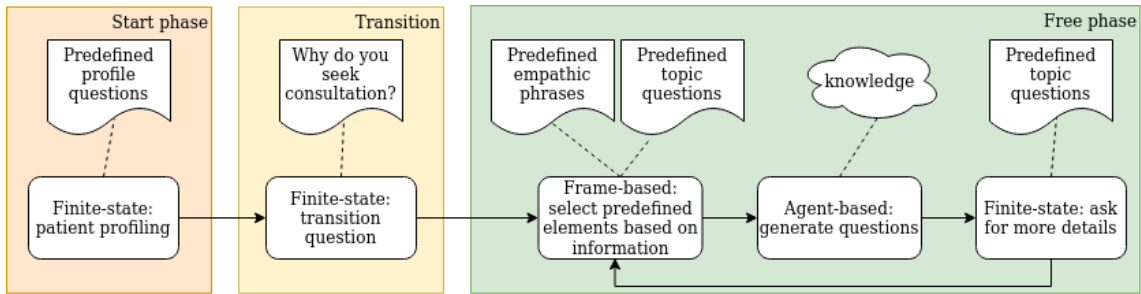 Start phase
Predefined
profile
questions
Finite-state:
patient profiling
Transition
Why do you
seek
consultation?
Finite-state:
transition
question
Free phase
Predefined
empathic
phrases
Predefined
topic
questions
knowledge
Predefined
topic
questions
Frame-based:
select predefined
elements based on
information
Agent-based:
generate questions
Finite-state: ask
for more details